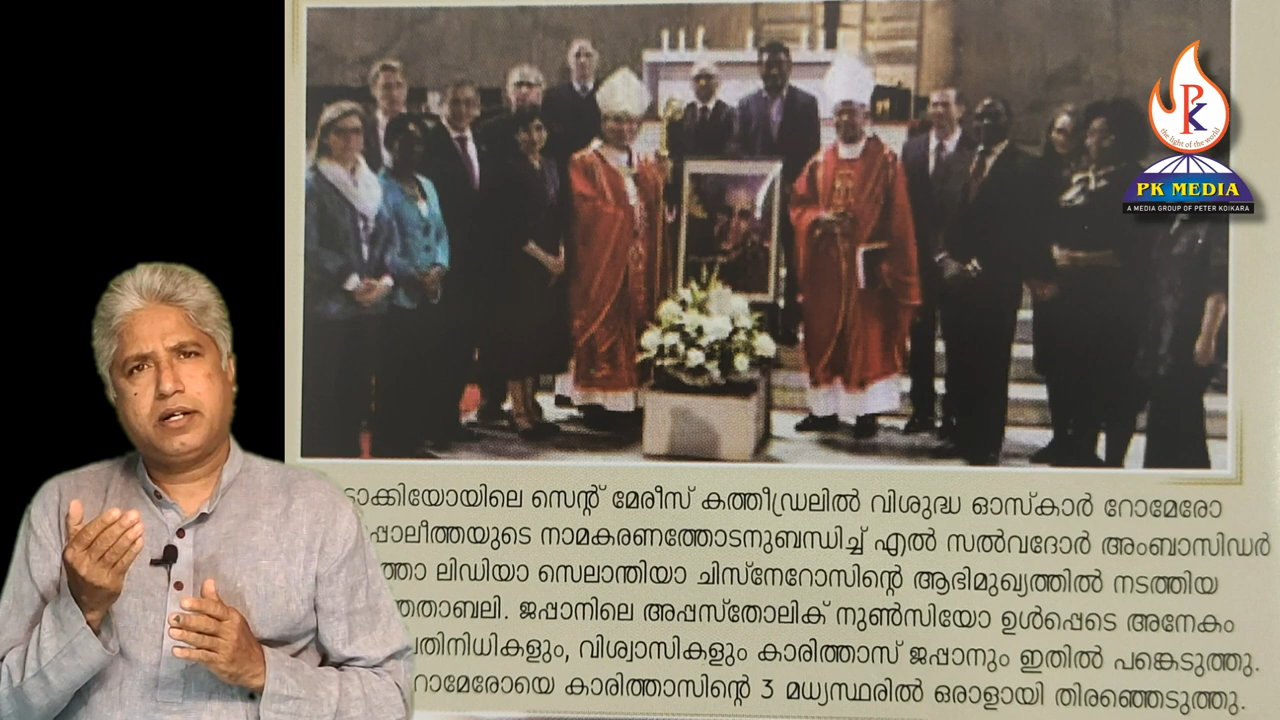 PK
the light of the world
PK MEDIA
A MEDIA GROUP OF PETER KOIKARA
ടോക്കിയോയിലെ സെന്റ് മേരീസ് കത്തീഡ്രലിൽ വിശുദ്ധ ഓസ്കാർ റോമേരോ
നാമകരണത്തോടനുബന്ധിച്ച് എൽ സൽവദോർ അംബാസിഡർ
ലിഡിയാ സെലാന്തിയാ ചിസ്നേറോസിന്റെ ആഭിമുഖ്യത്തിൽ നടത്തിയ
ജപ്പാനിലെ അപ്പസ്തോലിക് നുൺസിയോ ഉൾപ്പെടെ അനേകം
വിശ്വാസികളും കാരിത്താസ് ജപ്പാനും ഇതിൽ പങ്കെടുത്തു.
റോമേരോയെ കാരിത്താസിന്റെ 3 മധ്യസ്ഥരിൽ ഒരാളായി തിരഞ്ഞെടുത്തു.